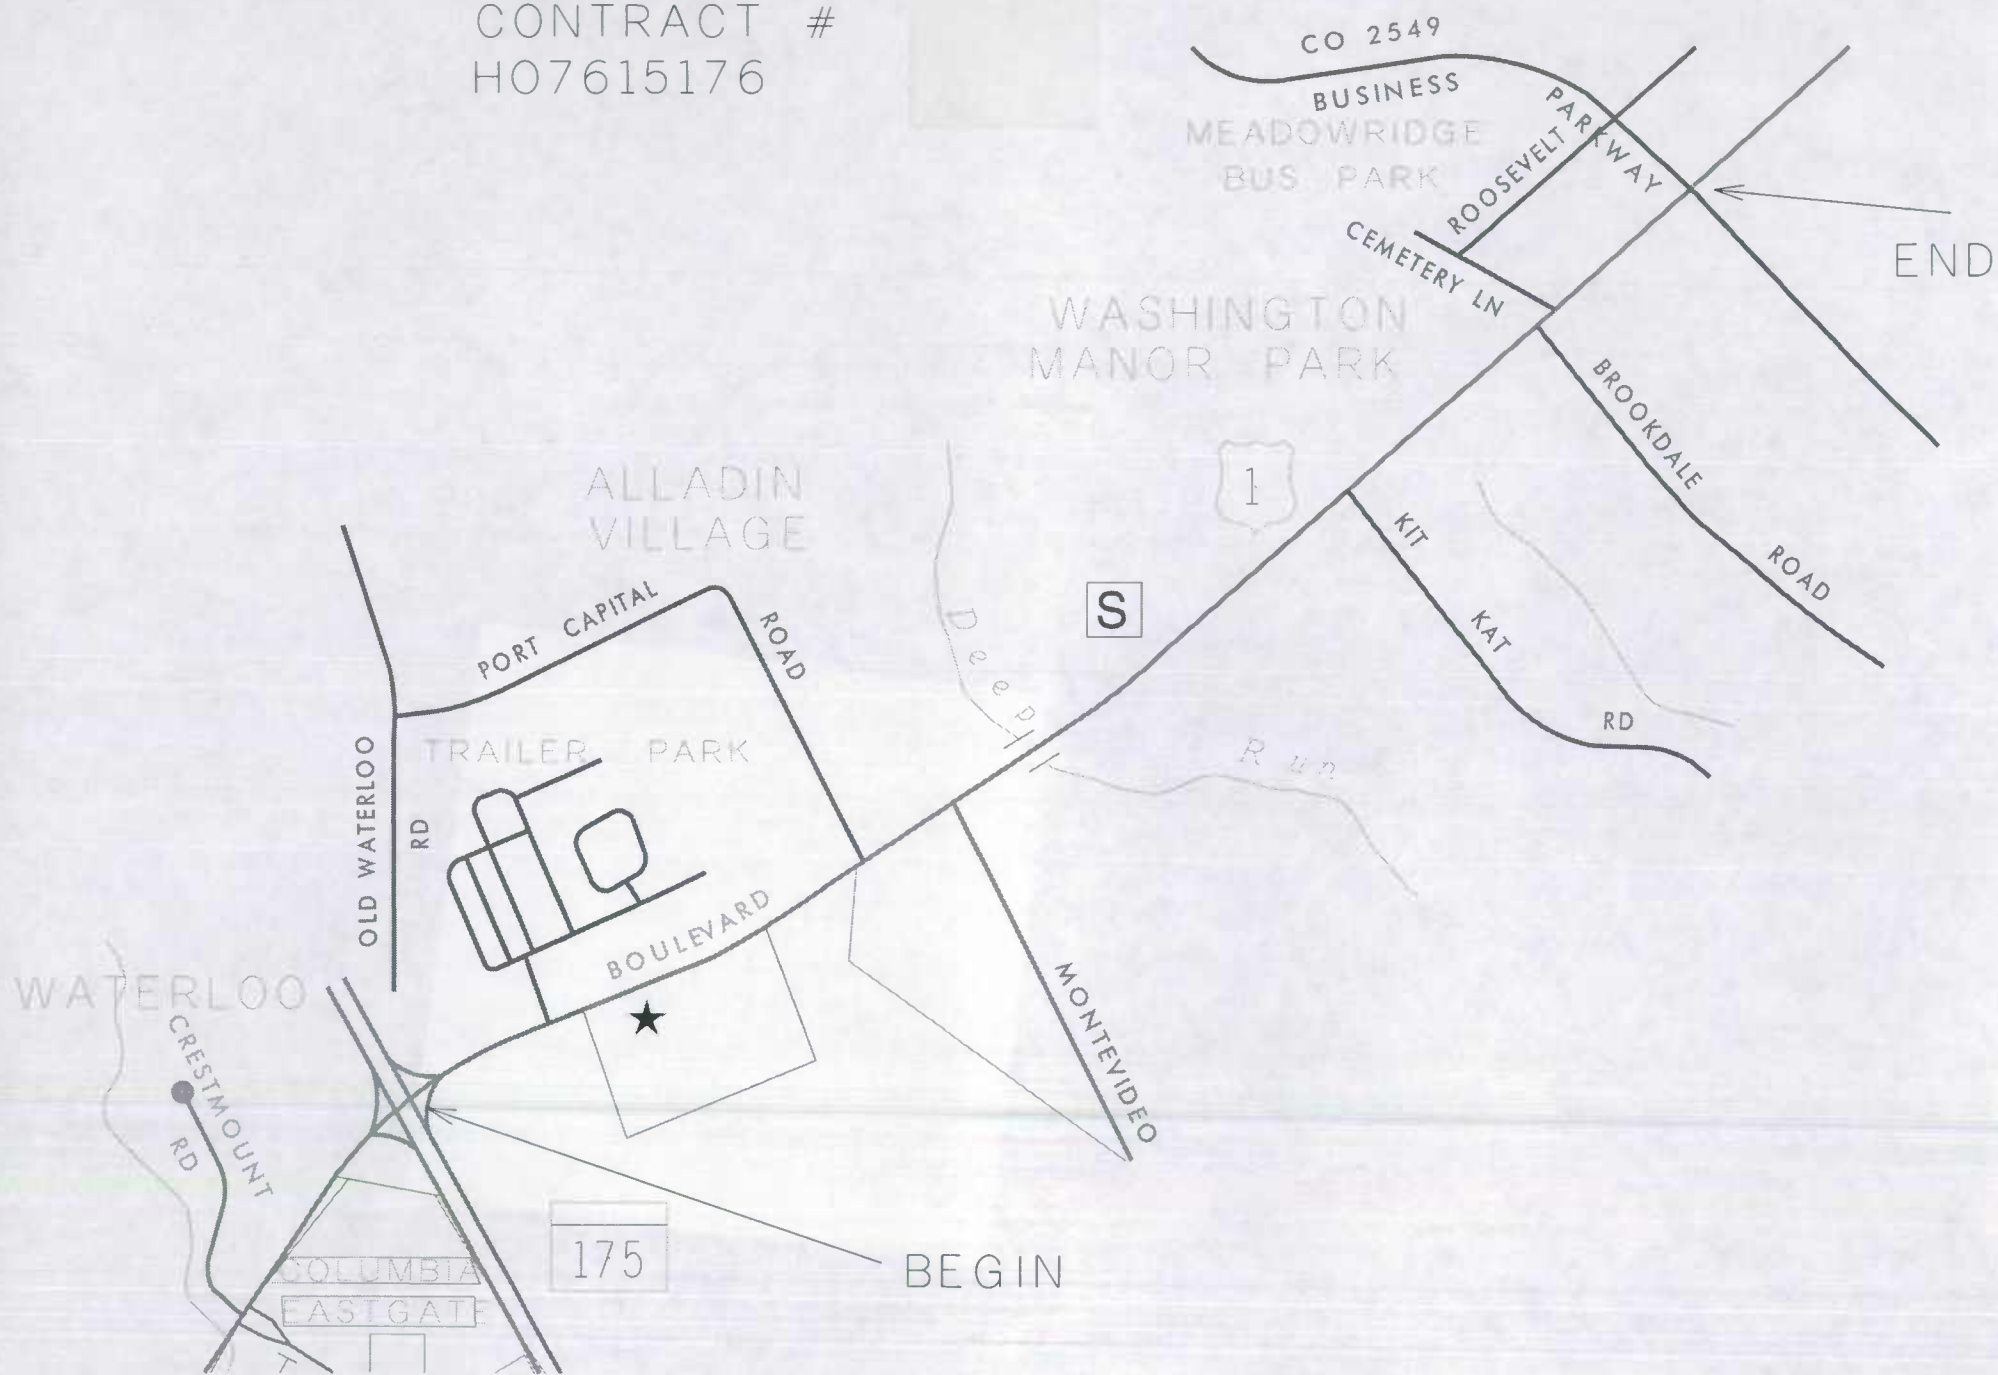 CONTRACT #
HO7615176
CO 2549
BUSINESS
PARKWAY
MEADOWRIDGE
BUS PARK
ROOSEVELT
CEMETERY LN
END
WASHINGTON
MANOR PARK
BROOKDALE
ROAD
1
ALLADIN
VILLAGE
KIT
KAT
RD
S
PORT CAPITAL
ROAD
Deep
Run
TRAILER PARK
OLD WATERLOO
RD
BOULEVARD
MONTEVIDEO
WATERLOO
CRESTMOUNT
RD
175
BEGIN
COLUMBIA
EASTGATE